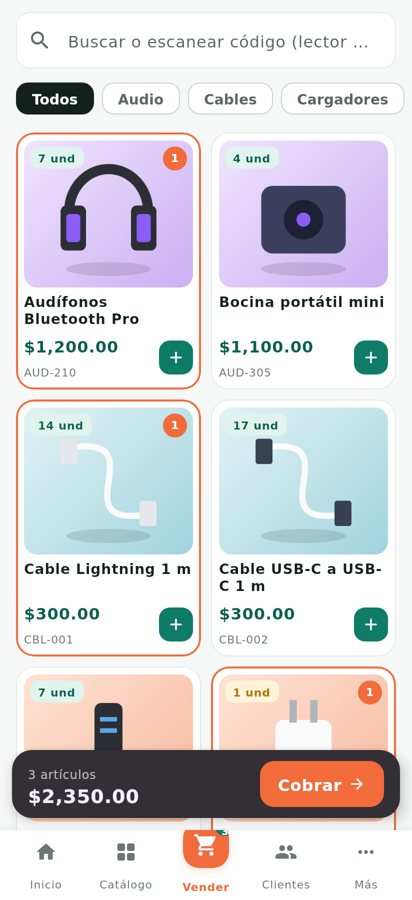 Buscar o escanear código (lector ...
Todos
Audio
Cables
Cargadores
7 und
1
4 und
Audífonos
Bluetooth Pro
$1,200.00
AUD-210
Bocina portátil mini
$1,100.00
AUD-305
14 und
1
17 und
Cable Lightning 1 m
$300.00
CBL-001
Cable USB-C a USB-
C 1 m
$300.00
CBL-002
7 und
1 und
1
3 artículos
$2,350.00
Cobrar →
Inicio
Catálogo
Vender
Clientes
Más